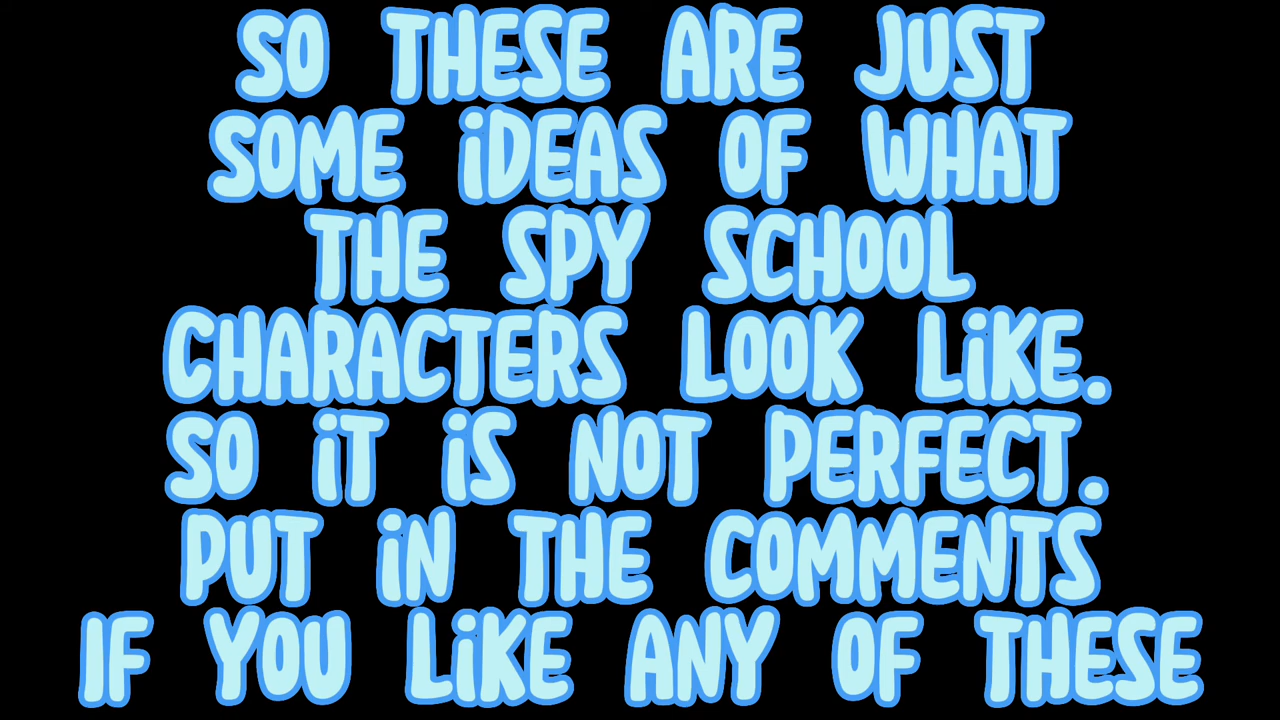 SO THESE ARE JUST
SOME iDEAS OF WHAT
THE SPY SCHOOL
CHARACTERS LOOK LiKE.
SO iT iS NOT PERFECT.
PUT iN THE COMMENTS
IF YOU LiKE ANY OF THESE